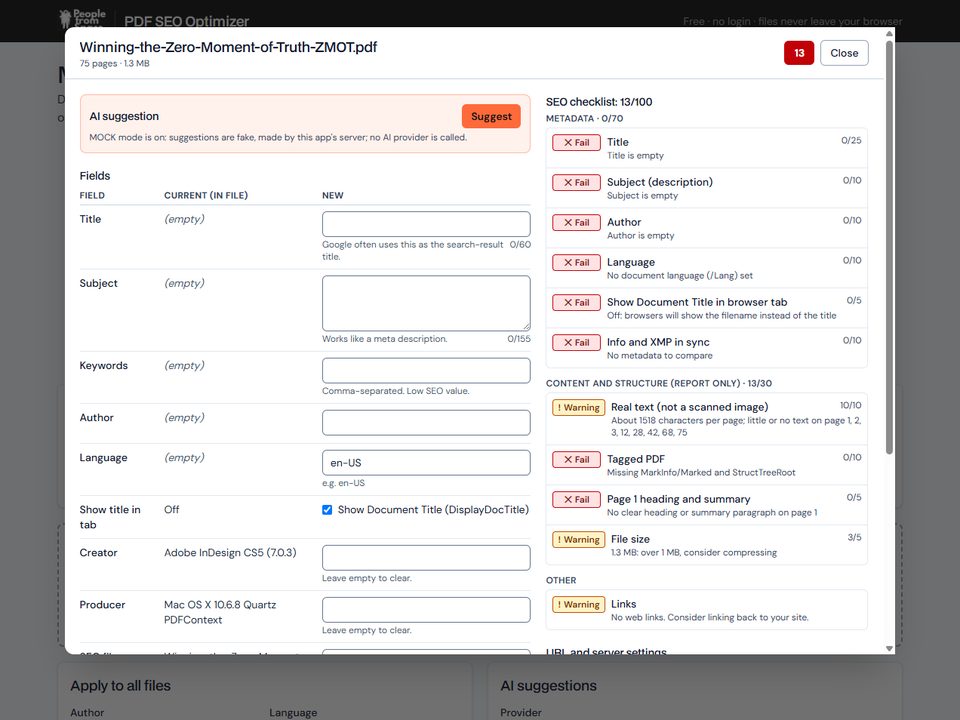 People
from
PDF SEO Optimizer
Free · no login · files never leave your browser
Winning-the-Zero-Moment-of-Truth-ZMOT.pdf
75 pages · 1.3 MB
13
Close
AI suggestion
Suggest
MOCK mode is on: suggestions are fake, made by this app's server; no AI provider is called.
Fields
FIELD CURRENT (IN FILE) NEW
Title (empty)
Google often uses this as the search-result title. 0/60
Subject (empty)
Works like a meta description. 0/155
Keywords (empty)
Comma-separated. Low SEO value.
Author (empty)
Language (empty) en-US
e.g. en-US
Show title in tab Off Show Document Title (DisplayDocTitle)
Creator Adobe InDesign CS5 (7.0.3)
Leave empty to clear.
Producer Mac OS X 10.6.8 Quartz PDFContext
Leave empty to clear.
SEO checklist: 13/100
METADATA · 0/70
✕ Fail Title 0/25
Title is empty
✕ Fail Subject (description) 0/10
Subject is empty
✕ Fail Author 0/10
Author is empty
✕ Fail Language 0/10
No document language (/Lang) set
✕ Fail Show Document Title in browser tab 0/5
Off: browsers will show the filename instead of the title
✕ Fail Info and XMP in sync 0/10
No metadata to compare
CONTENT AND STRUCTURE (REPORT ONLY) · 13/30
! Warning Real text (not a scanned image) 10/10
About 1518 characters per page; little or no text on page 1, 2,
3, 12, 28, 42, 68, 75
✕ Fail Tagged PDF 0/10
Missing MarkInfo/Marked and StructTreeRoot
✕ Fail Page 1 heading and summary 0/5
No clear heading or summary paragraph on page 1
! Warning File size 3/5
1.3 MB: over 1 MB, consider compressing
OTHER
! Warning Links
No web links. Consider linking back to your site.
URL and server settings
Apply to all files
Author Language
AI suggestions
Provider